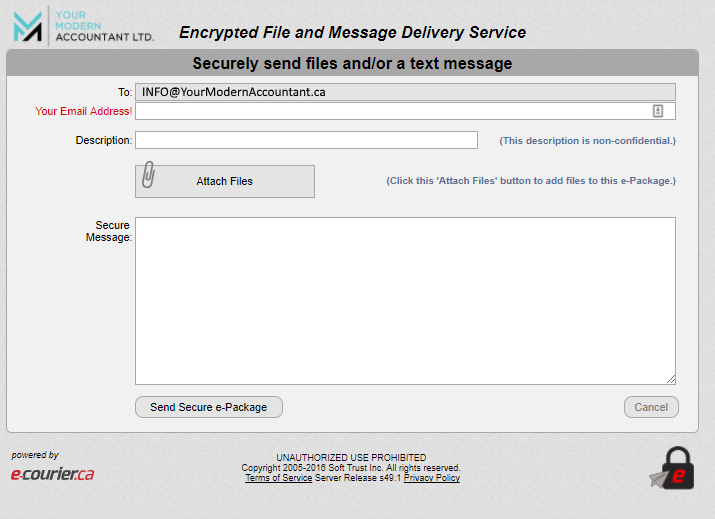 YOUR
MODERN
ACCOUNTANT LTD.
Encrypted File and Message Delivery Service
Securely send files and/or a text message
To: INFO@YourModernAccountant.ca
Your Email Address!
Description: (This description is non-confidential.)
Attach Files (Click this 'Attach Files' button to add files to this e-Package.)
Secure
Message:
Send Secure e-Package Cancel
powered by
e-courier.ca
UNAUTHORIZED USE PROHIBITED
Copyright 2005-2016 Soft Trust Inc. All rights reserved.
Terms of Service Server Release s49.1 Privacy Policy
e